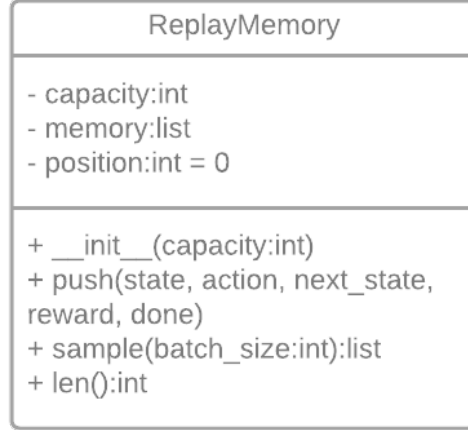 ReplayMemory
- capacity:int
- memory:list
- position:int = 0
+ __init__(capacity:int)
+ push(state, action, next_state,
reward, done)
+ sample(batch_size:int):list
+ len():int